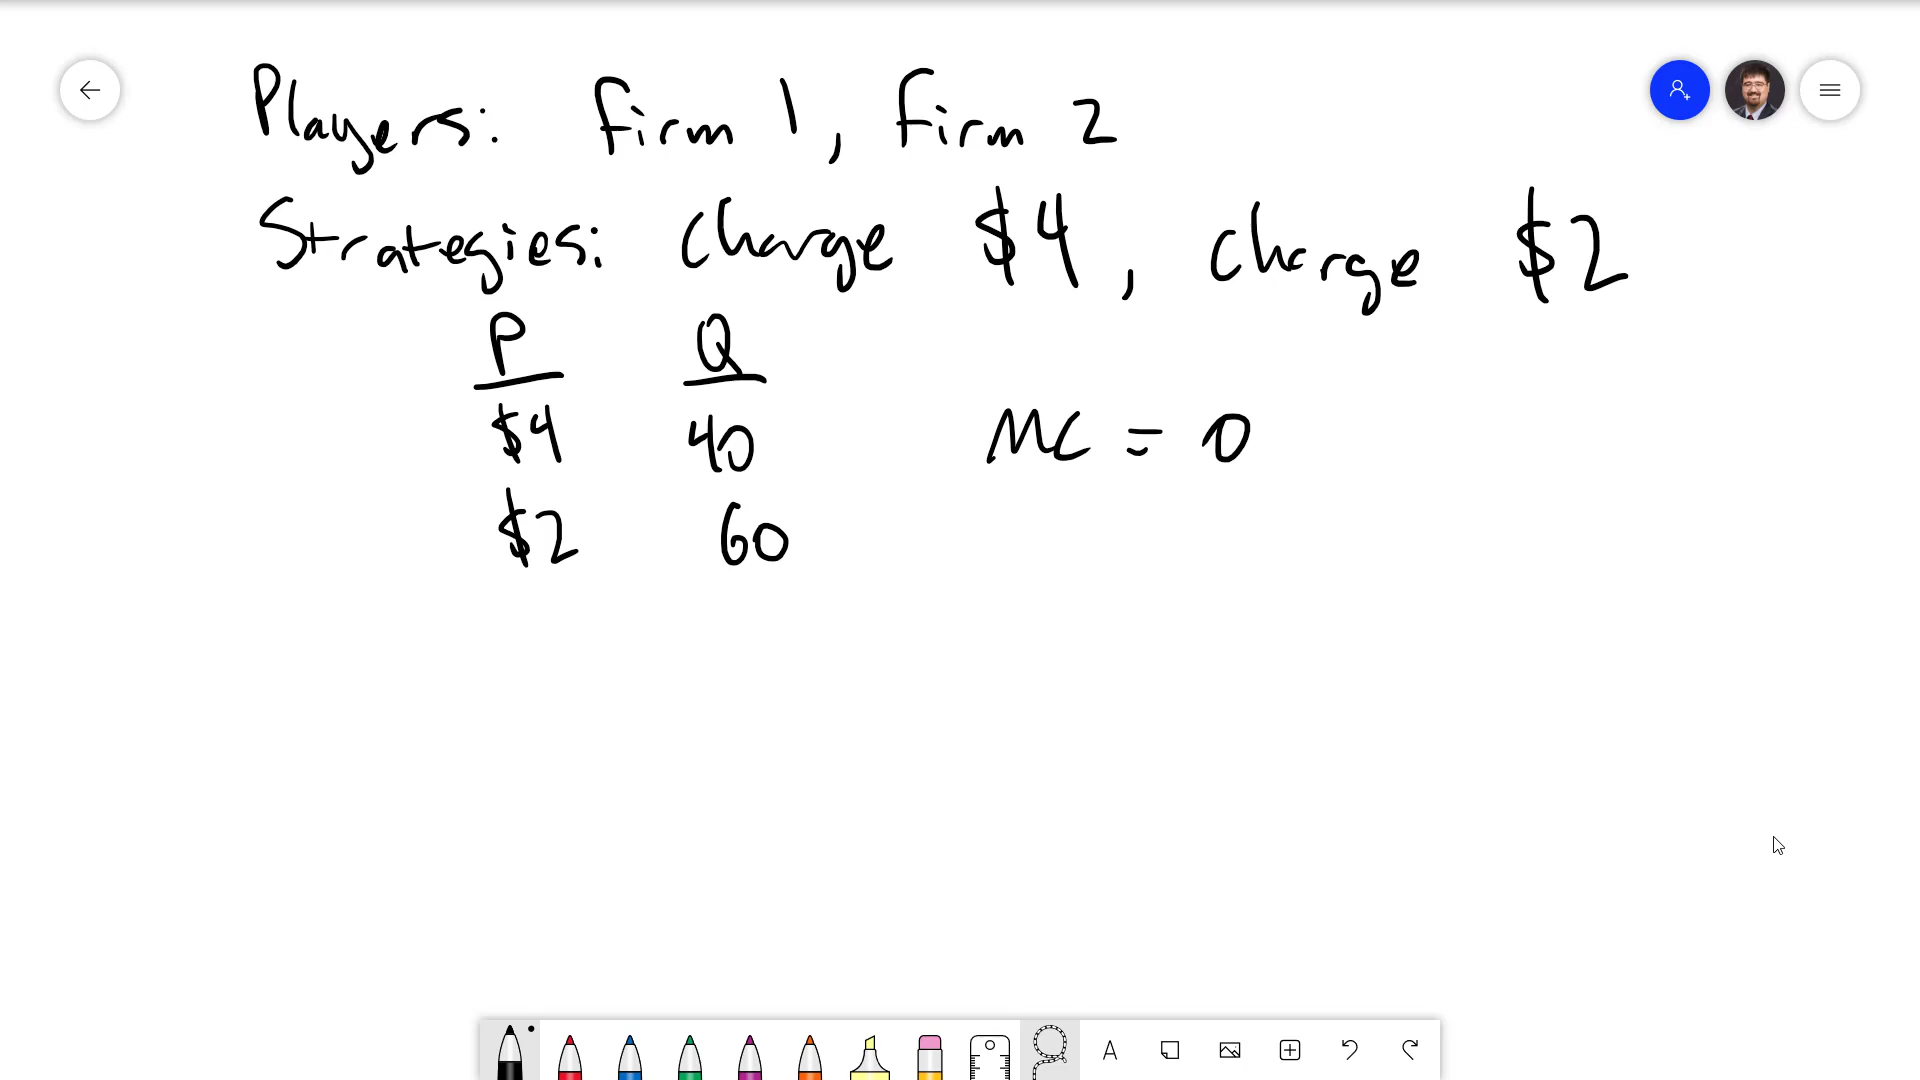 Players: Firm 1, Firm 2
Strategies: charge $4, charge $2
P Q
$4 40 MC = 0
$2 60
A